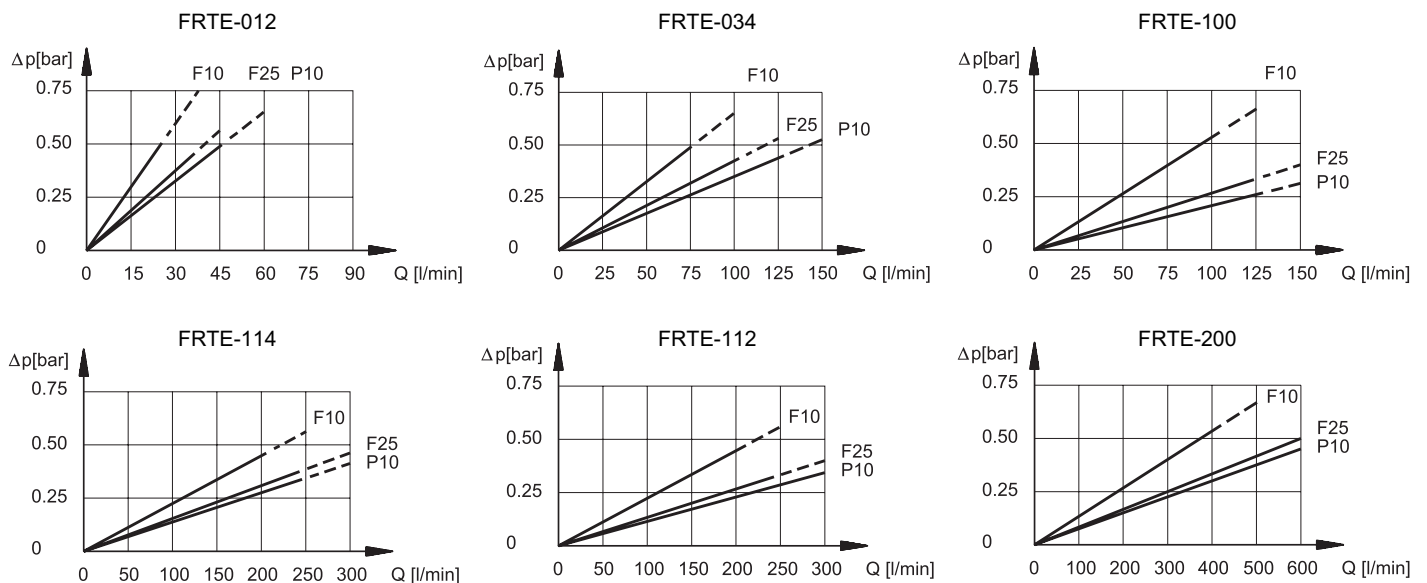 FRTE-012
Δp[bar]
F10 F25 P10
0.75
0.50
0.25
0
0 15 30 45 60 75 90 Q [l/min]
FRTE-034
Δp[bar]
F10
0.75
F25 P10
0.50
0.25
0
0 25 50 75 100 125 150 Q [l/min]
FRTE-100
Δp[bar]
F10
0.75
0.50
F25
0.25
P10
0
0 25 50 75 100 125 150 Q [l/min]
FRTE-114
Δp[bar]
0.75
F10
0.50
F25
P10
0.25
0
0 50 100 150 200 250 300 Q [l/min]
FRTE-112
Δp[bar]
0.75
F10
0.50
F25
P10
0.25
0
0 50 100 150 200 250 300 Q [l/min]
FRTE-200
Δp[bar]
0.75
F10
0.50
F25
P10
0.25
0
0 100 200 300 400 500 600 Q [l/min]